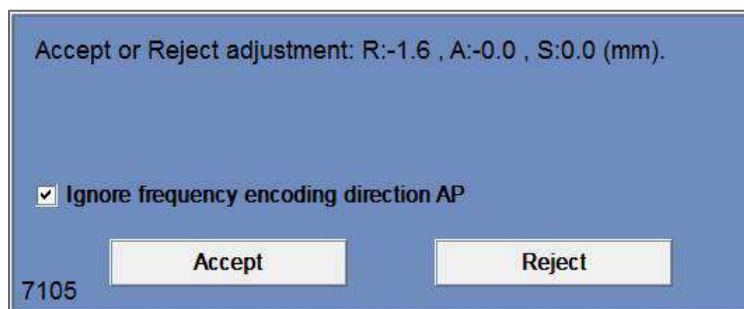 Accept or Reject adjustment: R:-1.6 , A:-0.0 , S:0.0 (mm).
Ignore frequency encoding direction AP
Accept
Reject
7105